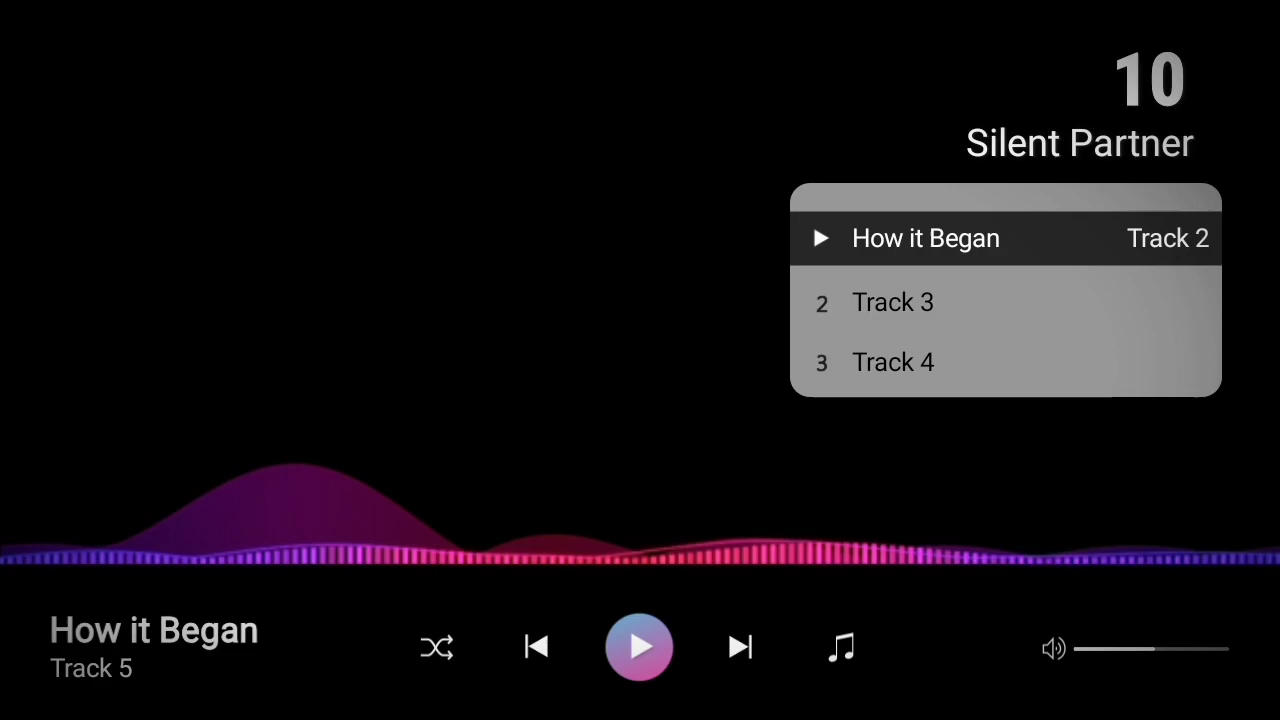 10
Silent Partner
How it Began Track 2
2 Track 3
3 Track 4
How it Began
Track 5